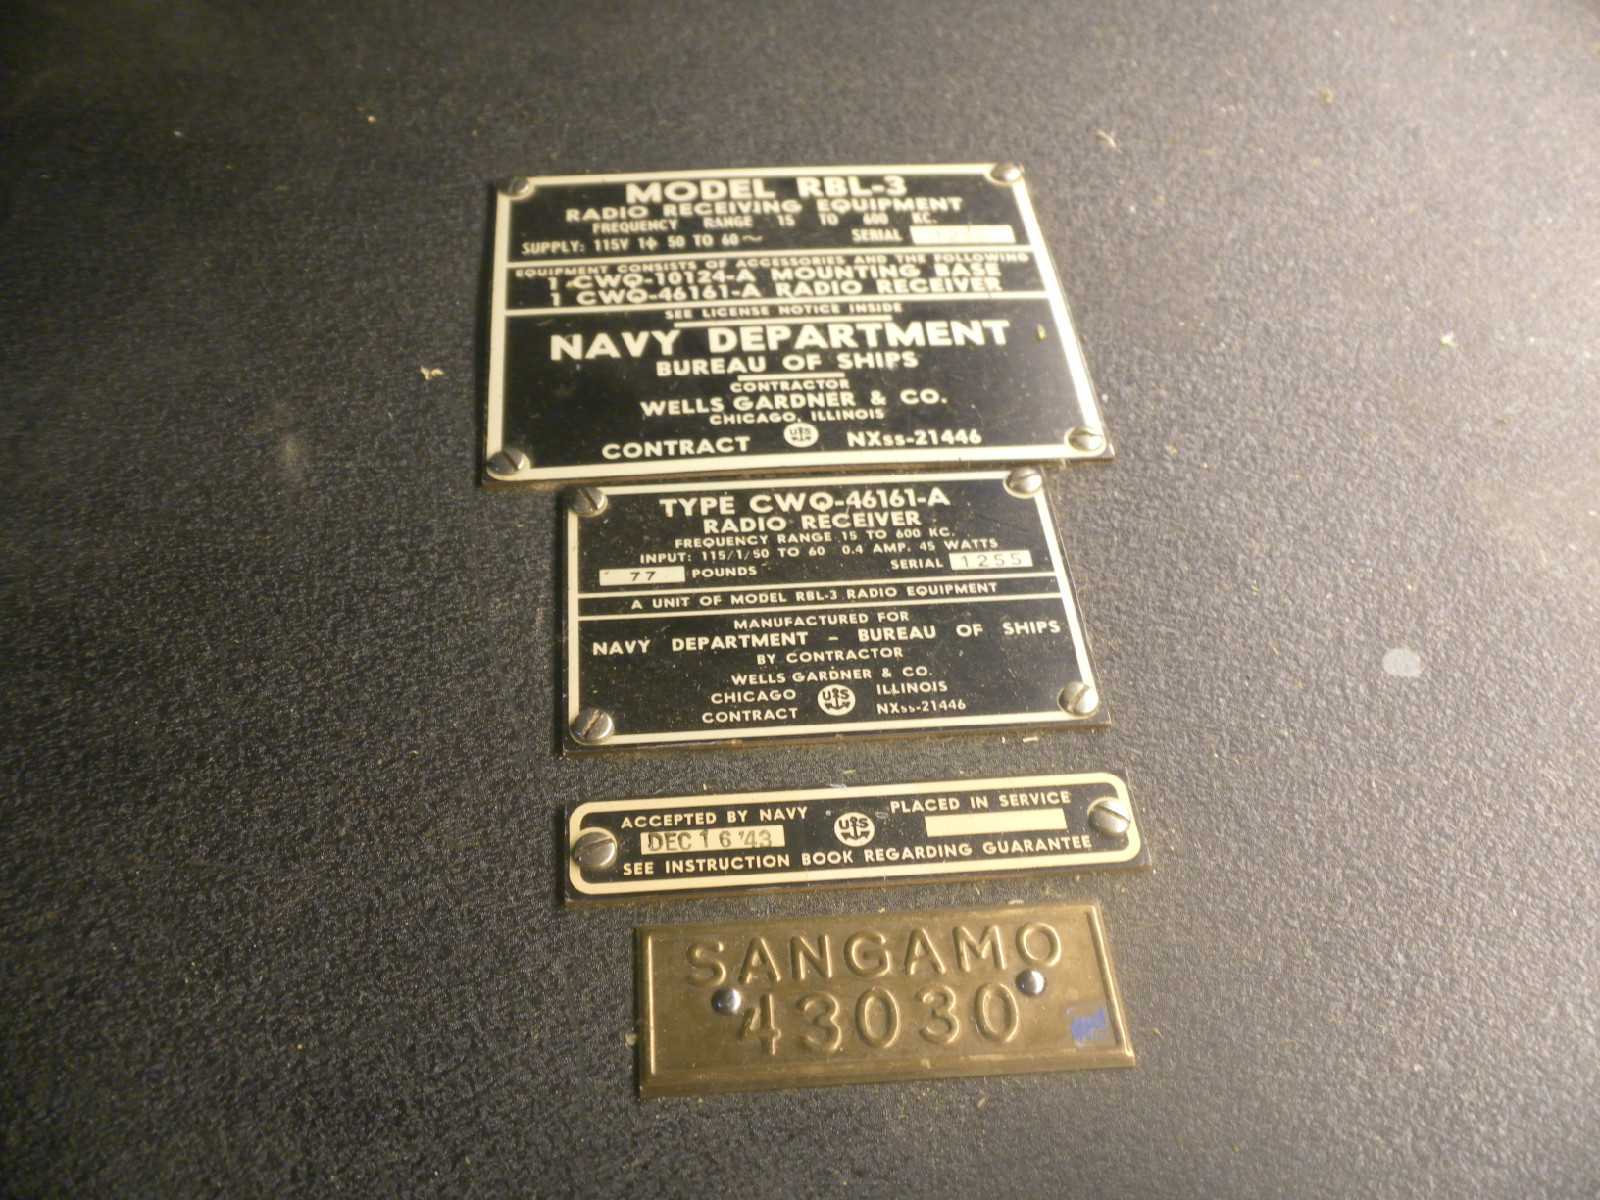 MODEL RBL-3
RADIO RECEIVING EQUIPMENT
FREQUENCY RANGE 15 TO 600 KC.
SUPPLY: 115V 1ϕ 50 TO 60 ~ SERIAL
EQUIPMENT CONSISTS OF ACCESSORIES AND THE FOLLOWING
1 CWQ-10124-A MOUNTING BASE
1 CWQ-46161-A RADIO RECEIVER
SEE LICENSE NOTICE INSIDE
NAVY DEPARTMENT
BUREAU OF SHIPS
CONTRACTOR
WELLS GARDNER & CO.
CHICAGO, ILLINOIS
CONTRACT US NXss-21446
TYPE CWQ-46161-A
RADIO RECEIVER
FREQUENCY RANGE 15 TO 600 KC.
INPUT: 115/1/50 TO 60 0.4 AMP. 45 WATTS
77 POUNDS SERIAL 1255
A UNIT OF MODEL RBL-3 RADIO EQUIPMENT
MANUFACTURED FOR
NAVY DEPARTMENT - BUREAU OF SHIPS
BY CONTRACTOR
WELLS GARDNER & CO.
CHICAGO US ILLINOIS
CONTRACT NXss-21446
ACCEPTED BY NAVY US PLACED IN SERVICE
DEC 16 '43
SEE INSTRUCTION BOOK REGARDING GUARANTEE
SANGAMO
43030